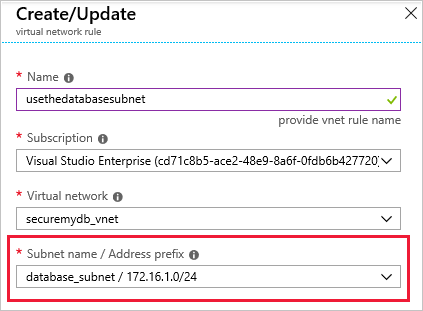 Create/Update
virtual network rule
* Name
usethedatabasesubnet
provide vnet rule name
* Subscription
Visual Studio Enterprise (cd71c8b5-ace2-48e9-8a6f-0fdb6b427720)
* Virtual network
securemydb_vnet
* Subnet name / Address prefix
database_subnet / 172.16.1.0/24